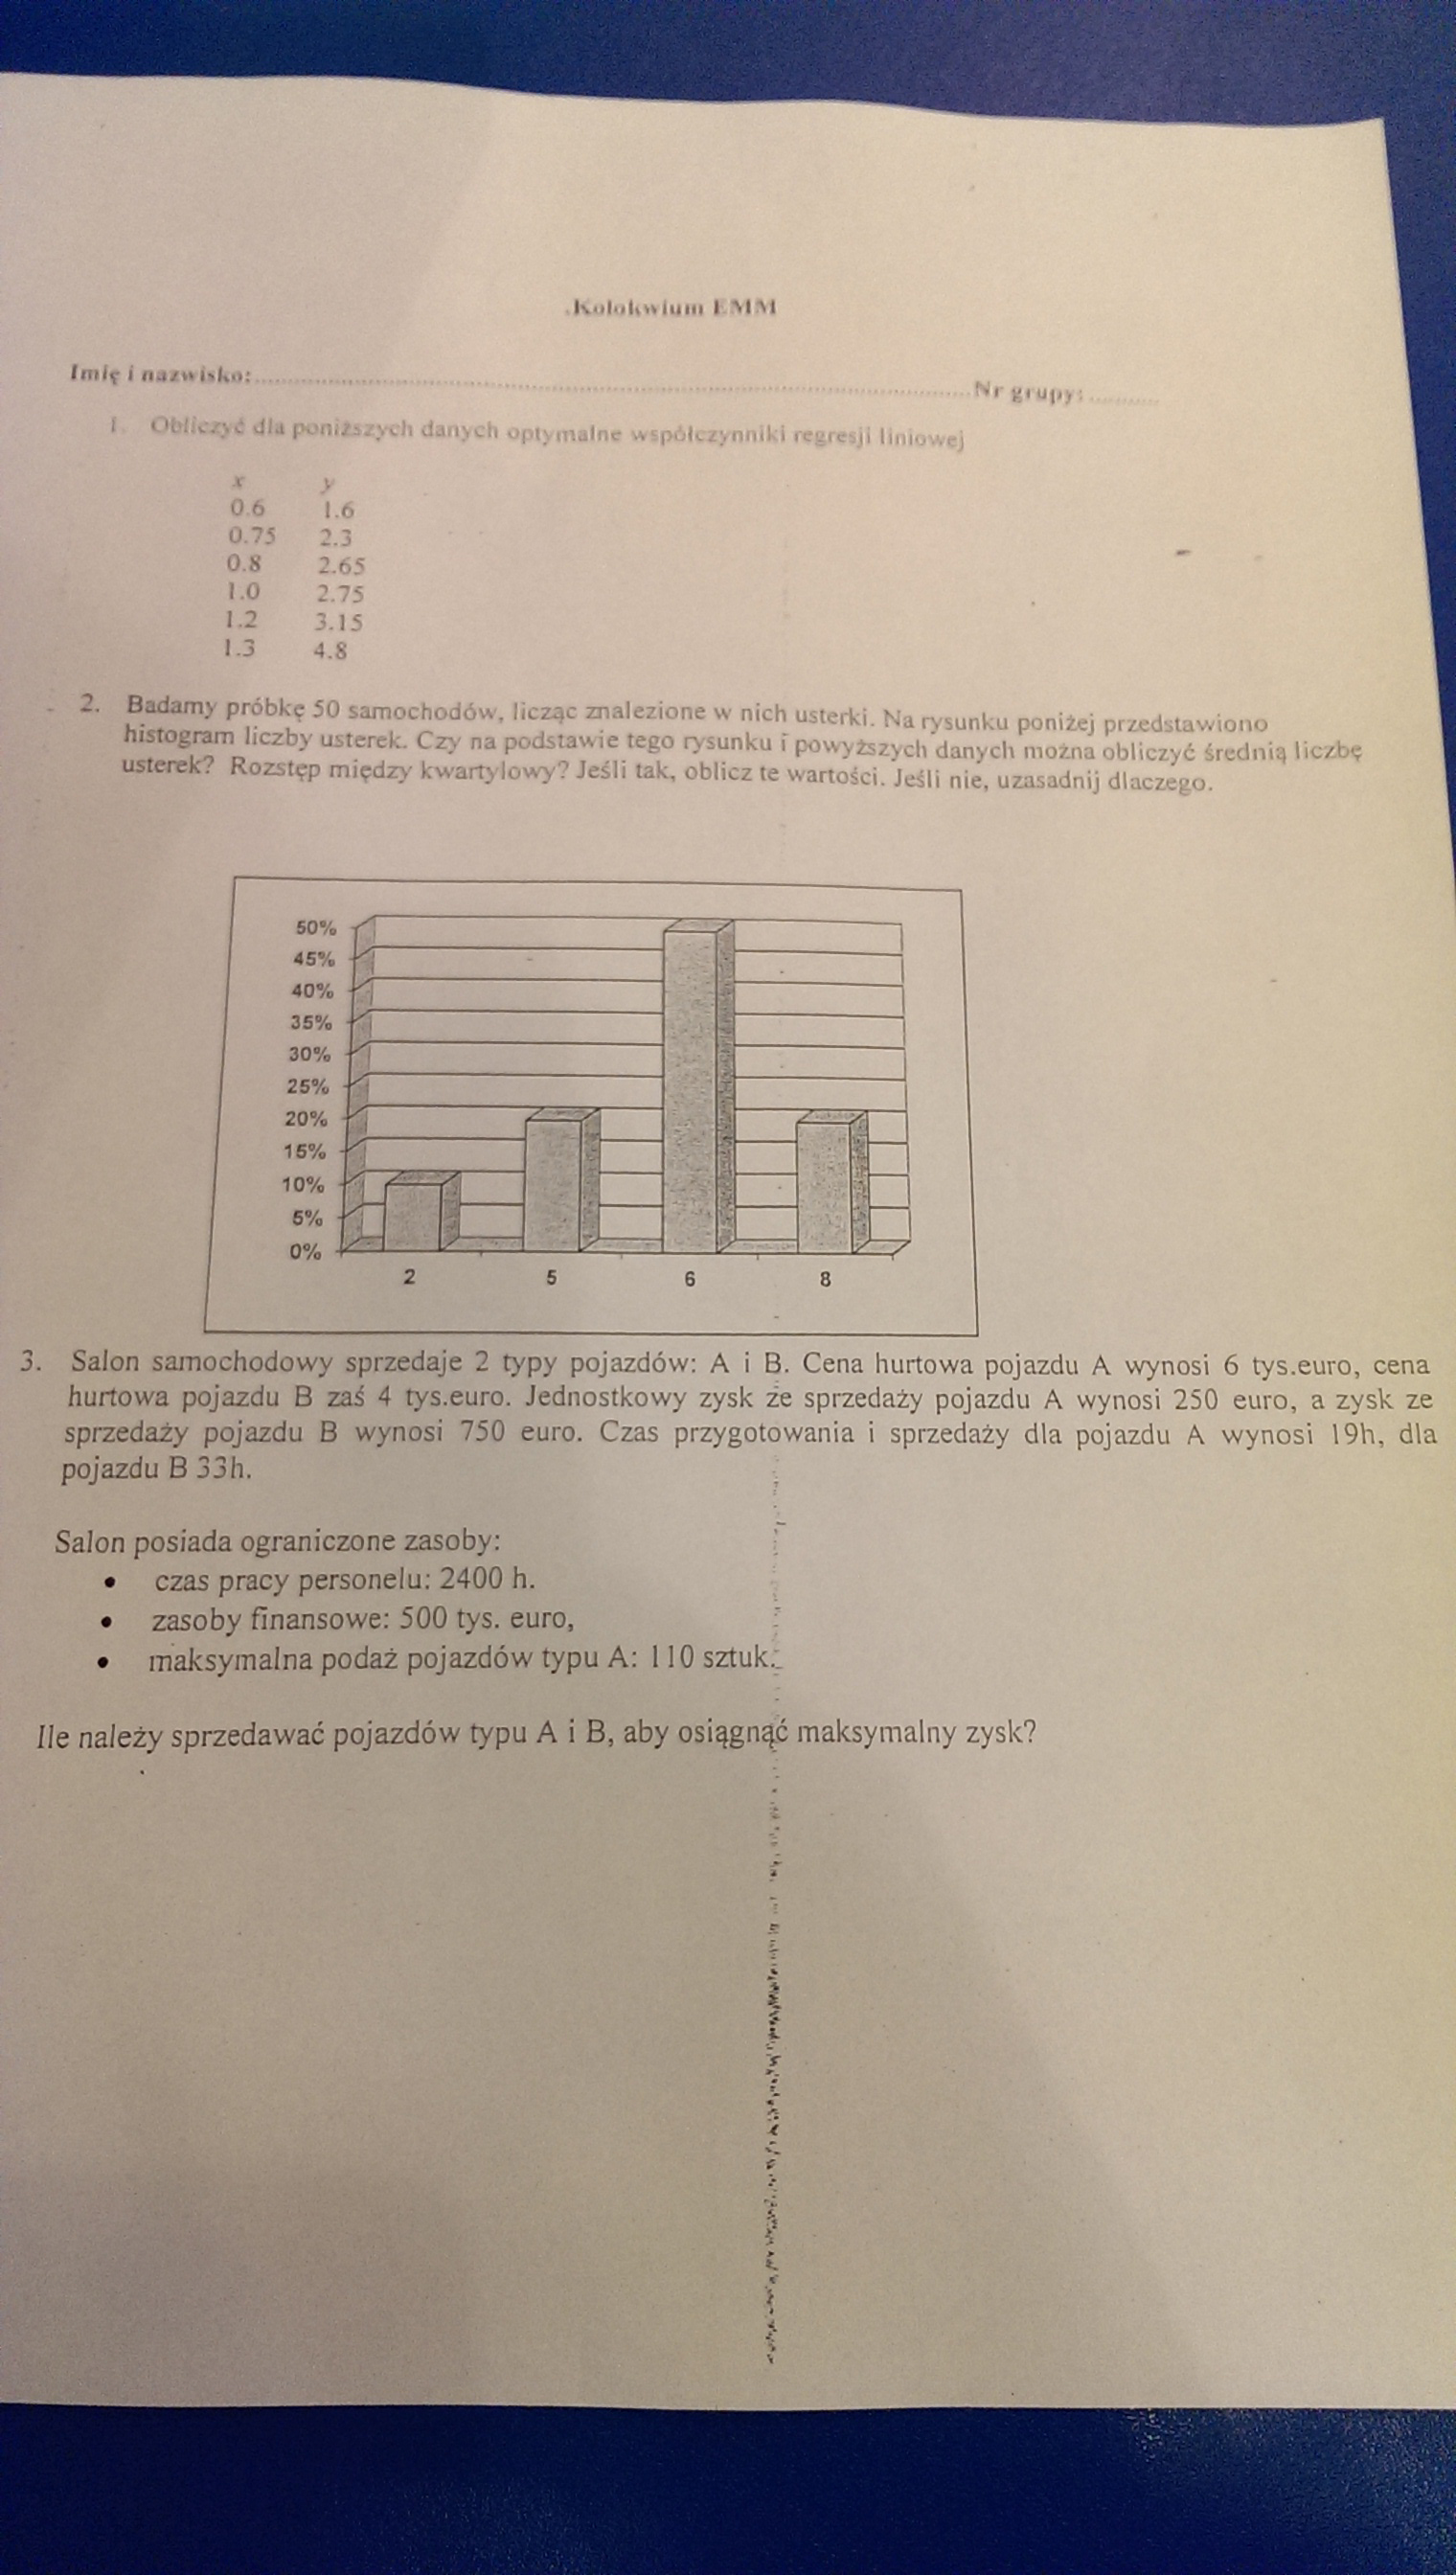 .Kolokwium EMM
Imię i nazwisko:..........Nr grupy:..........
1. Obliczyć dla poniższych danych optymalne współczynniki regresji liniowej
x y
0.6 1.6
0.75 2.3
0.8 2.65
1.0 2.75
1.2 3.15
1.3 4.8
2. Badamy próbkę 50 samochodów, licząc znalezione w nich usterki. Na rysunku poniżej przedstawiono
histogram liczby usterek. Czy na podstawie tego rysunku i powyższych danych można obliczyć średnią liczbę
usterek? Rozstęp między kwartylowy? Jeśli tak, oblicz te wartości. Jeśli nie, uzasadnij dlaczego.
50%
45%
40%
35%
30%
25%
20%
15%
10%
5%
0%
2 5 6 8
3. Salon samochodowy sprzedaje 2 typy pojazdów: A i B. Cena hurtowa pojazdu A wynosi 6 tys.euro, cena
hurtowa pojazdu B zaś 4 tys.euro. Jednostkowy zysk że sprzedaży pojazdu A wynosi 250 euro, a zysk ze
sprzedaży pojazdu B wynosi 750 euro. Czas przygotowania i sprzedaży dla pojazdu A wynosi 19h, dla
pojazdu B 33h.
Salon posiada ograniczone zasoby:
• czas pracy personelu: 2400 h.
• zasoby finansowe: 500 tys. euro,
• maksymalna podaż pojazdów typu A: 110 sztuk.
Ile należy sprzedawać pojazdów typu A i B, aby osiągnąć maksymalny zysk?